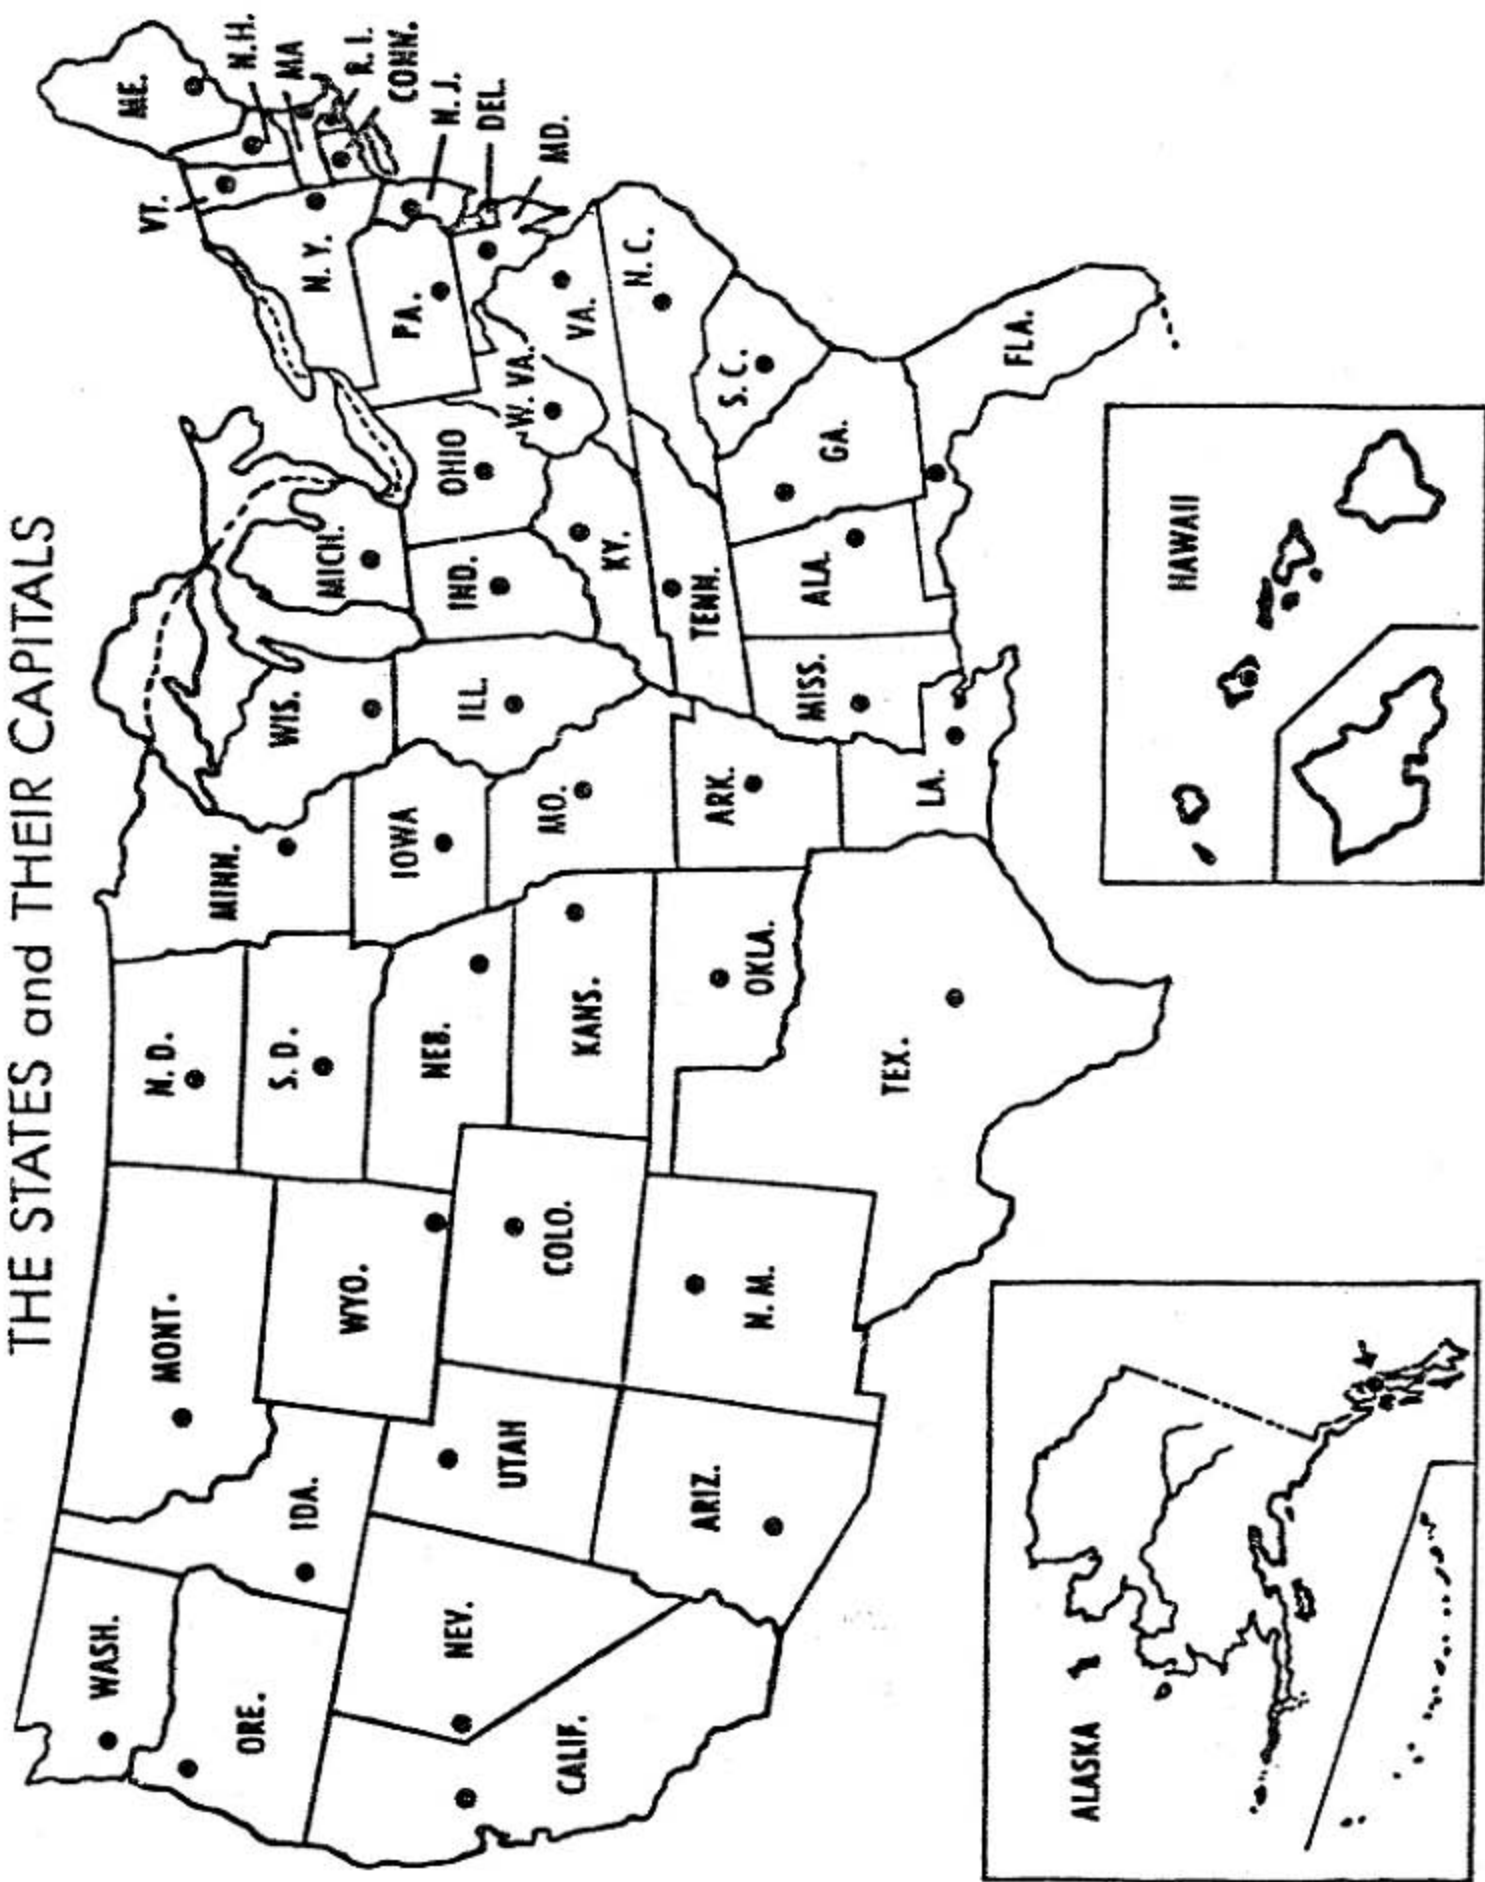 THE STATES and THEIR CAPITALS
WASH.
ORE.
CALIF.
NEV.
IDA.
MONT.
WYO.
UTAH
ARIZ.
COLO.
N.M.
N.D.
S.D.
NEB.
KANS.
OKLA.
TEX.
MINN.
IOWA
MO.
ARK.
LA.
WIS.
ILL.
MICH.
IND.
OHIO
KY.
TENN.
MISS.
ALA.
GA.
FLA.
S.C.
N.C.
VA.
W. VA.
PA.
N.Y.
VT.
ME.
N.H.
MA
R.I.
CONN.
N.J.
DEL.
MD.
ALASKA
HAWAII